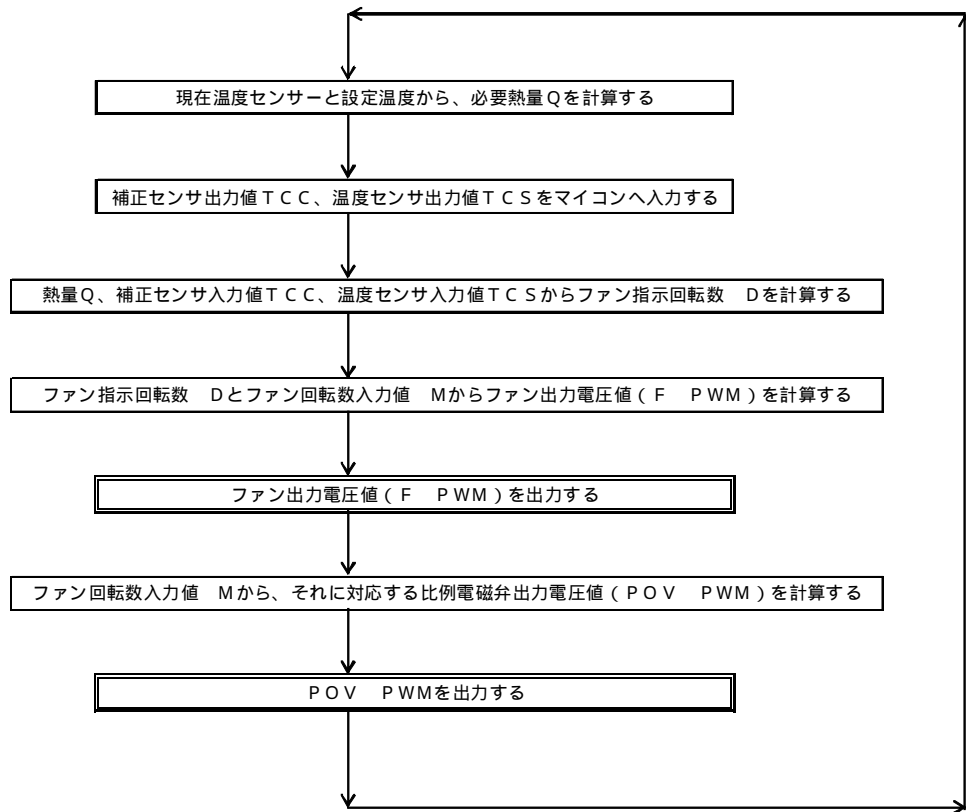 現在温度センサーと設定温度から、必要熱量Qを計算する
補正センサ出力値TCC、温度センサ出力値TCSをマイコンへ入力する
熱量Q、補正センサ入力値TCC、温度センサ入力値TCSからファン指示回転数　Dを計算する
ファン指示回転数　Dとファン回転数入力値　Mからファン出力電圧値(F　PWM)を計算する
ファン出力電圧値(F　PWM)を出力する
ファン回転数入力値　Mから、それに対応する比例電磁弁出力電圧値(POV　PWM)を計算する
POV　PWMを出力する